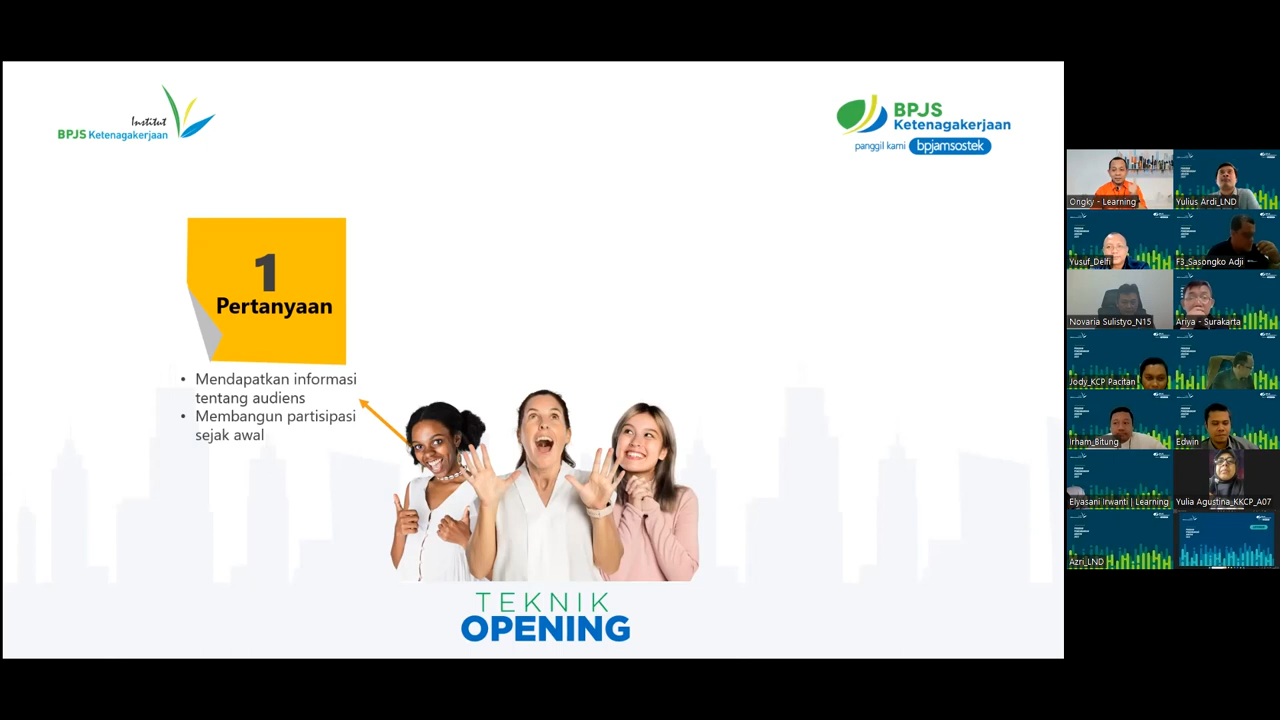 Institut
BPJS Ketenagakerjaan
BPJS
Ketenagakerjaan
panggil kami bpjamsostek
1
Pertanyaan
• Mendapatkan informasi
tentang audiens
• Membangun partisipasi
sejak awal
TEKNIK
OPENING
Ongky - Learning
Yulius Ardi_LND
Yusuf_Delfi
F3_Sasongko Adji
Novaria Sulistyo_N15
Ariya - Surakarta
Jody_KCP Pacitan
Irham_Bitung
Edwin
Elyasani Irwanti | Learning
Yulia Agustina_KKCP_A07
Azri_LND